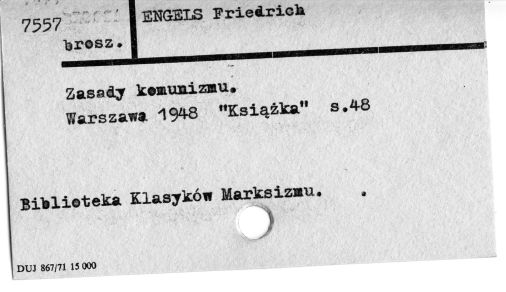 7557
ENGELS Friedrich
brosz.
Zasady komunizmu.
Warszawa 1948 "Książka" s.48
Biblioteka Klasyków Marksizmu. .
DUJ 867/71 15 000